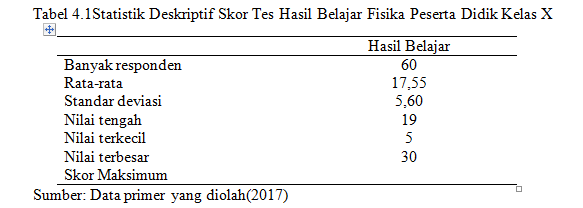 Tabel 4.1Statistik Deskriptif Skor Tes Hasil Belajar Fisika Peserta Didik Kelas X
Hasil Belajar
Banyak responden 60
Rata-rata 17,55
Standar deviasi 5,60
Nilai tengah 19
Nilai terkecil 5
Nilai terbesar 30
Skor Maksimum
Sumber: Data primer yang diolah(2017)